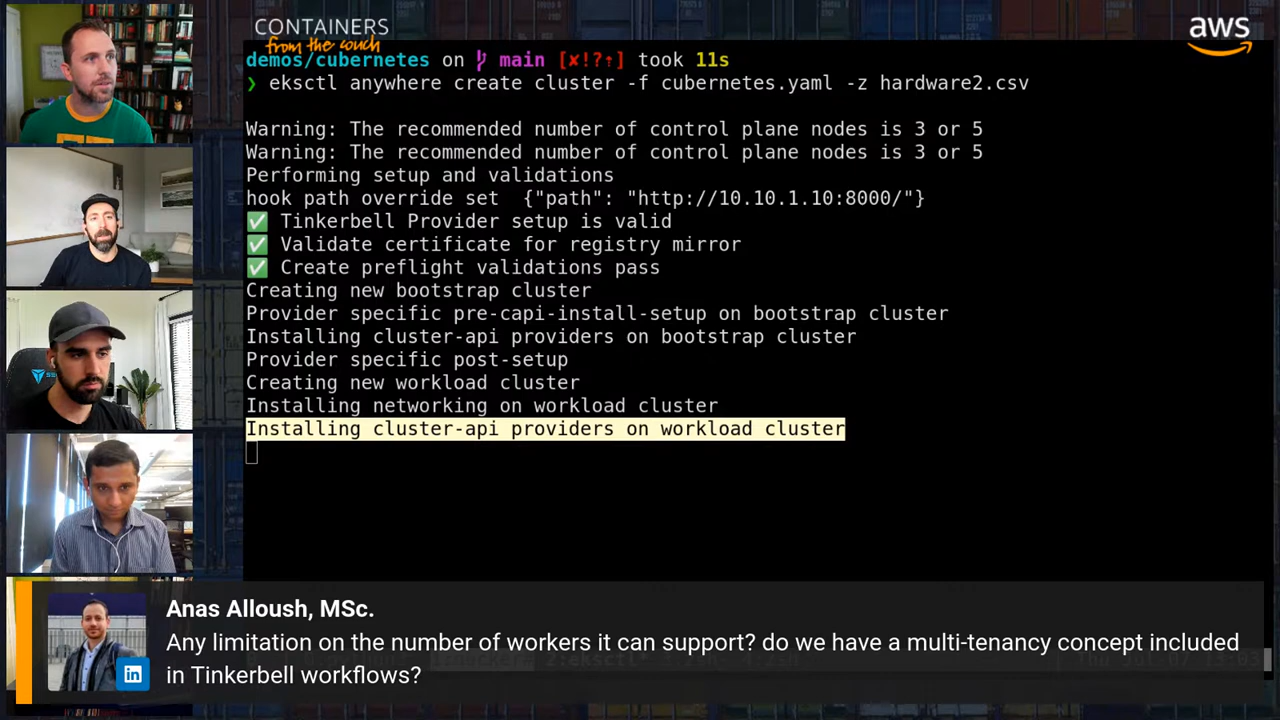 CONTAINERS
from the couch
aws
demos/cubernetes on main [✘!?⇡] took 11s
❯ eksctl anywhere create cluster -f cubernetes.yaml -z hardware2.csv
Warning: The recommended number of control plane nodes is 3 or 5
Warning: The recommended number of control plane nodes is 3 or 5
Performing setup and validations
hook path override set {"path": "http://10.10.1.10:8000/"}
✅ Tinkerbell Provider setup is valid
✅ Validate certificate for registry mirror
✅ Create preflight validations pass
Creating new bootstrap cluster
Provider specific pre-capi-install-setup on bootstrap cluster
Installing cluster-api providers on bootstrap cluster
Provider specific post-setup
Creating new workload cluster
Installing networking on workload cluster
Installing cluster-api providers on workload cluster
Anas Alloush, MSc.
Any limitation on the number of workers it can support? do we have a multi-tenancy concept included
in Tinkerbell workflows?
in